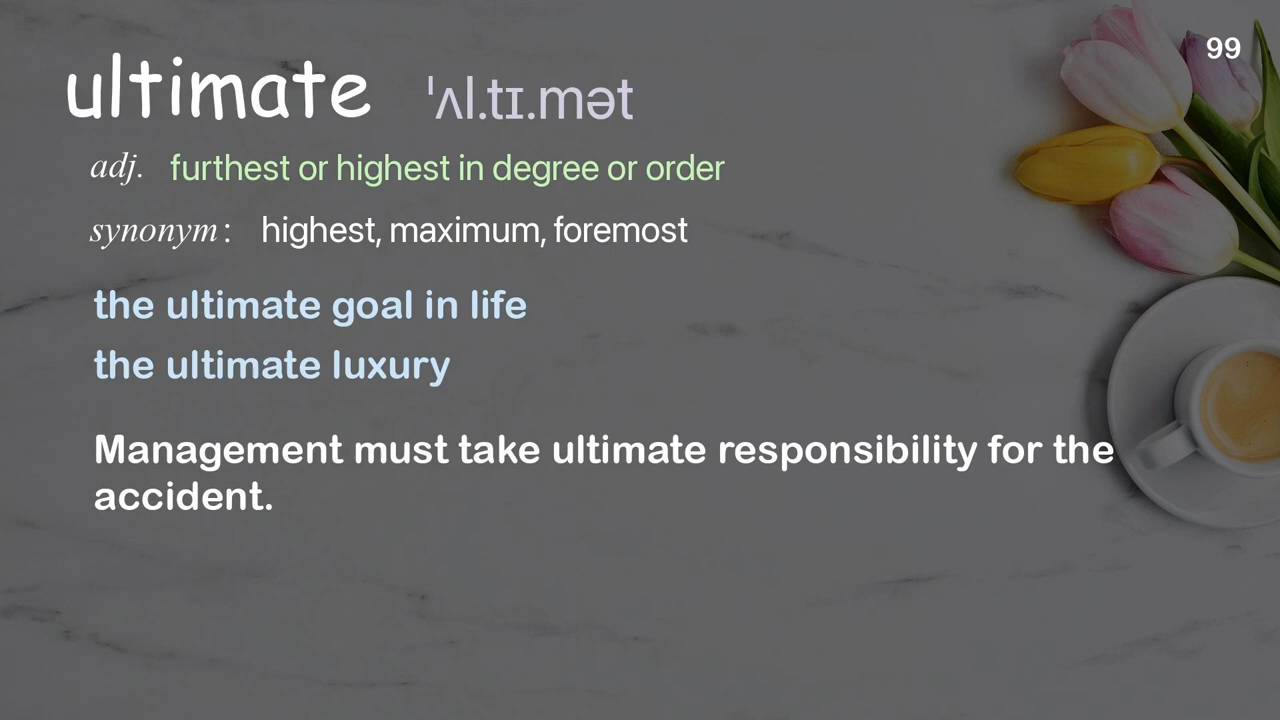 99
ultimate ˈʌl.tɪ.mət
adj. furthest or highest in degree or order
synonym: highest, maximum, foremost
the ultimate goal in life
the ultimate luxury
Management must take ultimate responsibility for the
accident.